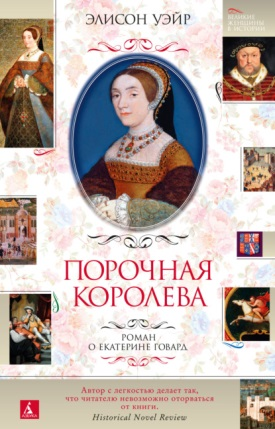 ЭЛИСОН УЭЙР
ВЕЛИКИЕ
ЖЕНЩИНЫ
В ИСТОРИИ
ПОРОЧНАЯ
КОРОЛЕВА
РОМАН
О ЕКАТЕРИНЕ ГОВАРД
Автор с легкостью делает так,
что читателю невозможно оторваться
от книги.
Historical Novel Review
АЗБУКА